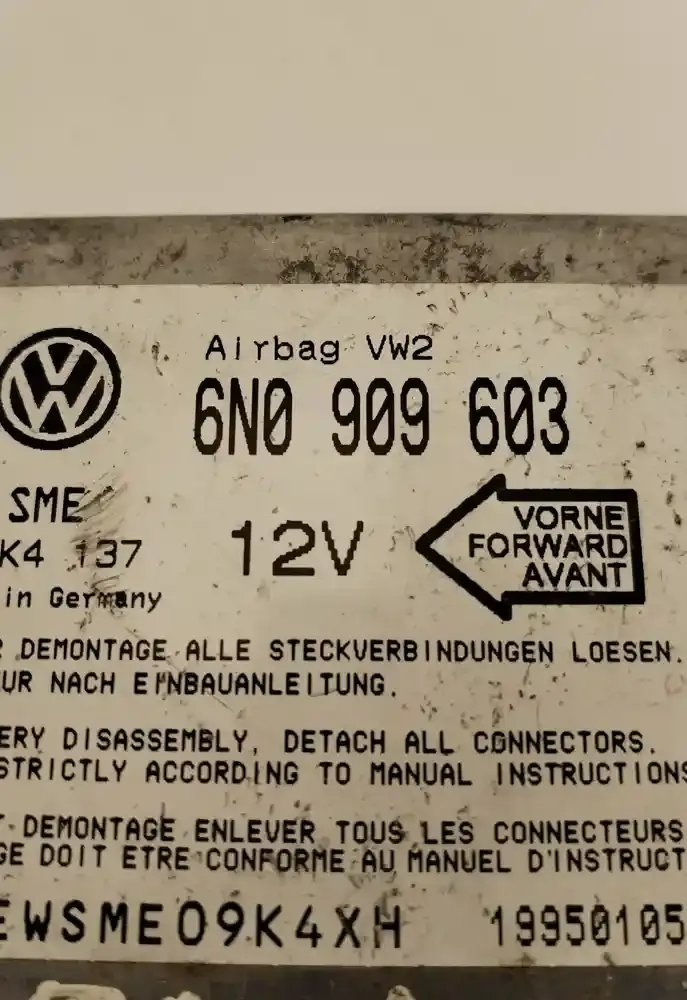 Airbag VW2
6N0 909 603
SME
K4 137
12V
VORNE
FORWARD
AVANT
in Germany
DEMONTAGE ALLE STECKVERBINDUNGEN LOESEN.
UR NACH EINBAUANLEITUNG.
ERY DISASSEMBLY, DETACH ALL CONNECTORS.
STRICTLY ACCORDING TO MANUAL INSTRUCTIONS
DEMONTAGE ENLEVER TOUS LES CONNECTEURS
GE DOIT ETRE CONFORME AU MANUEL D'INSTRUCT
EWSME09K4XH 19950105